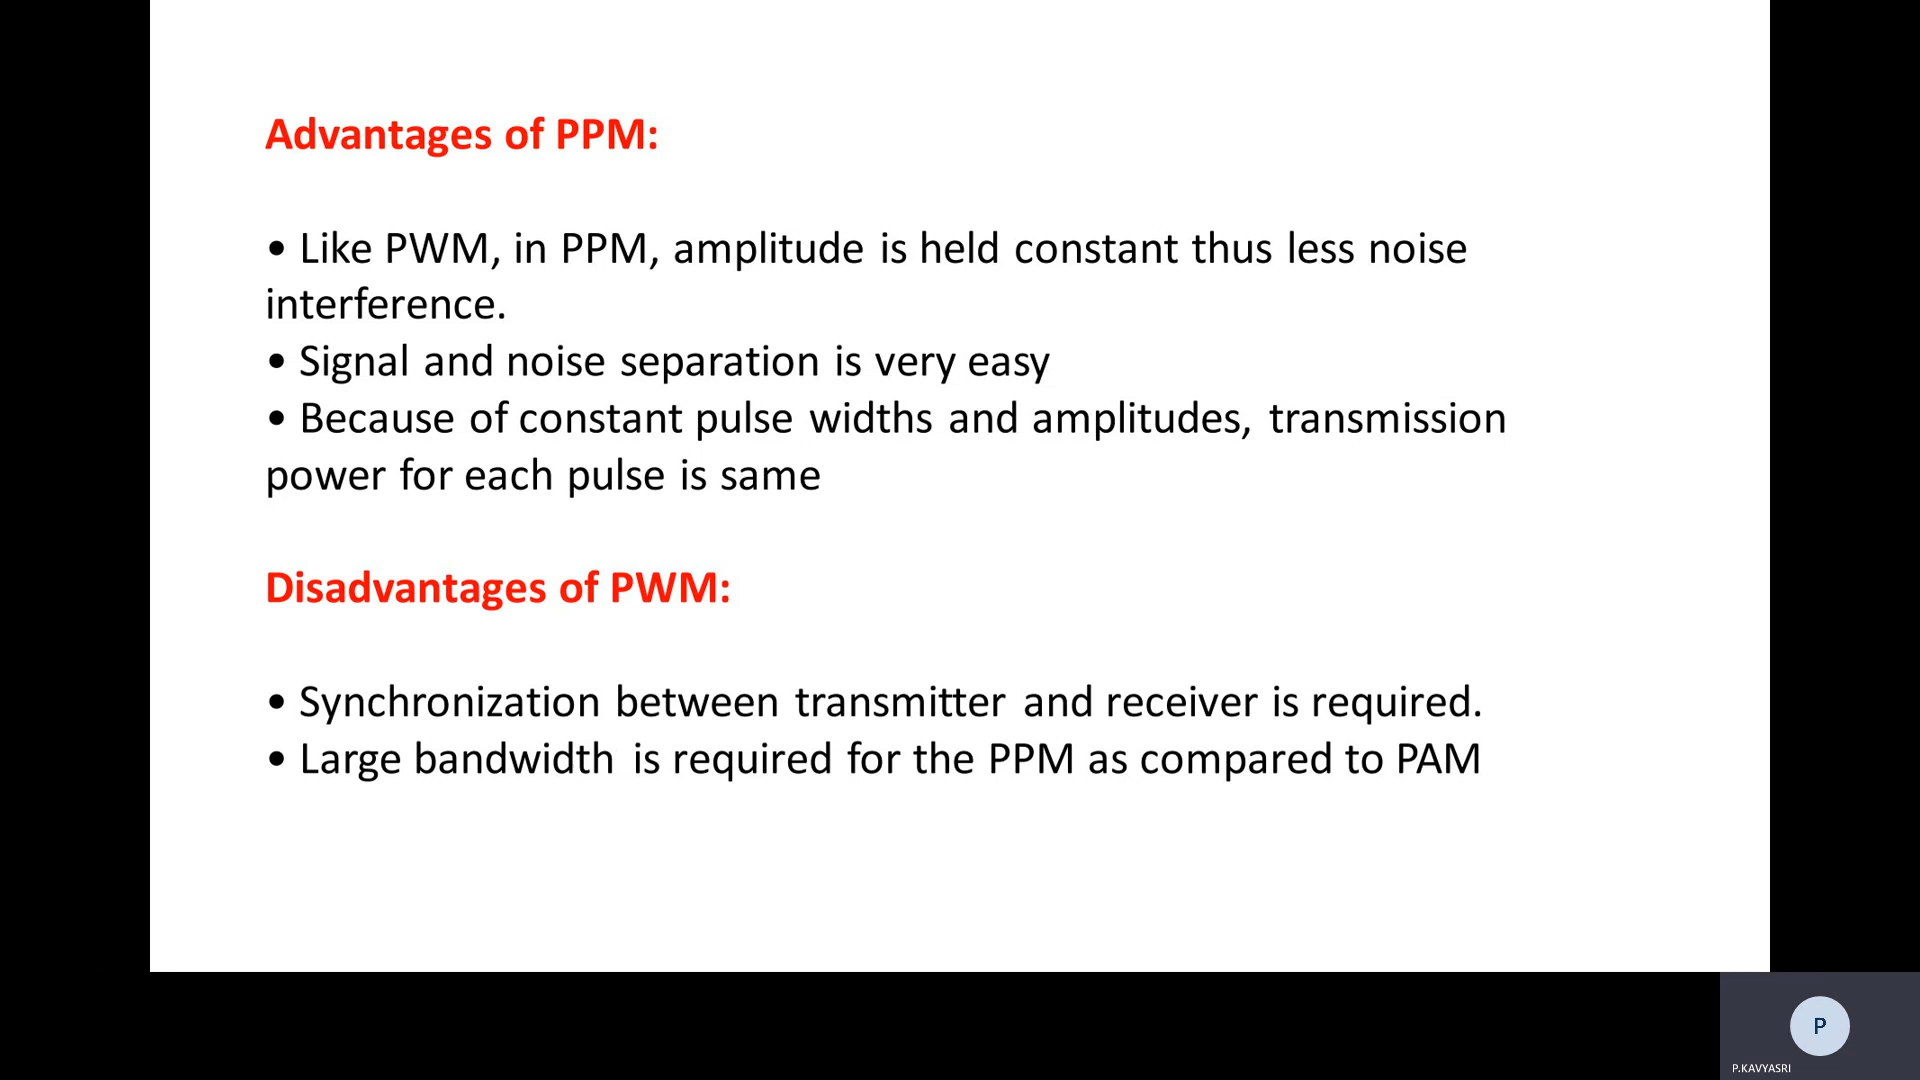 Advantages of PPM:
• Like PWM, in PPM, amplitude is held constant thus less noise
interference.
• Signal and noise separation is very easy
• Because of constant pulse widths and amplitudes, transmission
power for each pulse is same
Disadvantages of PWM:
• Synchronization between transmitter and receiver is required.
• Large bandwidth is required for the PPM as compared to PAM
P
P.KAVYASRI